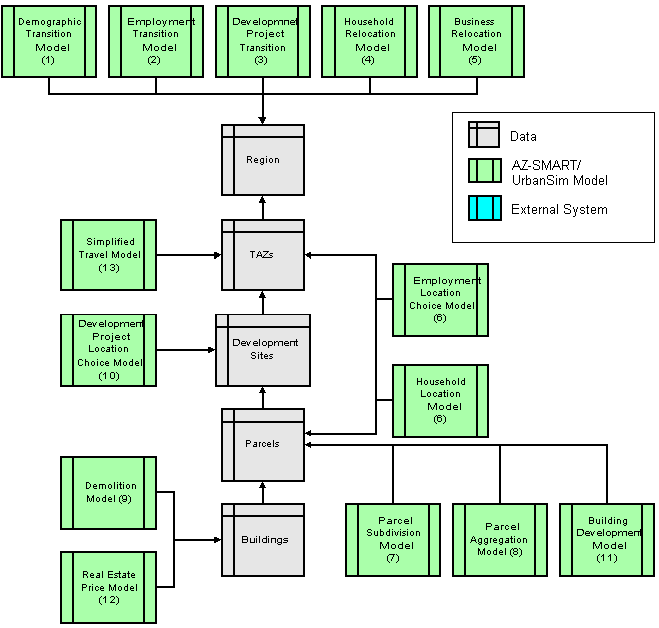 Demographic
Transition
Model
(1)
Employment
Transition
Model
(2)
Developmnet
Project
Transition
(3)
Household
Relocation
Model
(4)
Business
Relocation
Model
(5)
Region
Data
AZ-SMART/
UrbanSim Model
External System
Simplified
Travel Model
(13)
TAZs
Employment
Location
Choice Model
(6)
Development
Project
Location
Choice Model
(10)
Development
Sites
Household
Location
Model
(6)
Parcels
Demolition
Model (9)
Buildings
Parcel
Subdivision
Model
(7)
Parcel
Aggregation
Model (8)
Building
Development
Model
(11)
Real Estate
Price Model
(12)